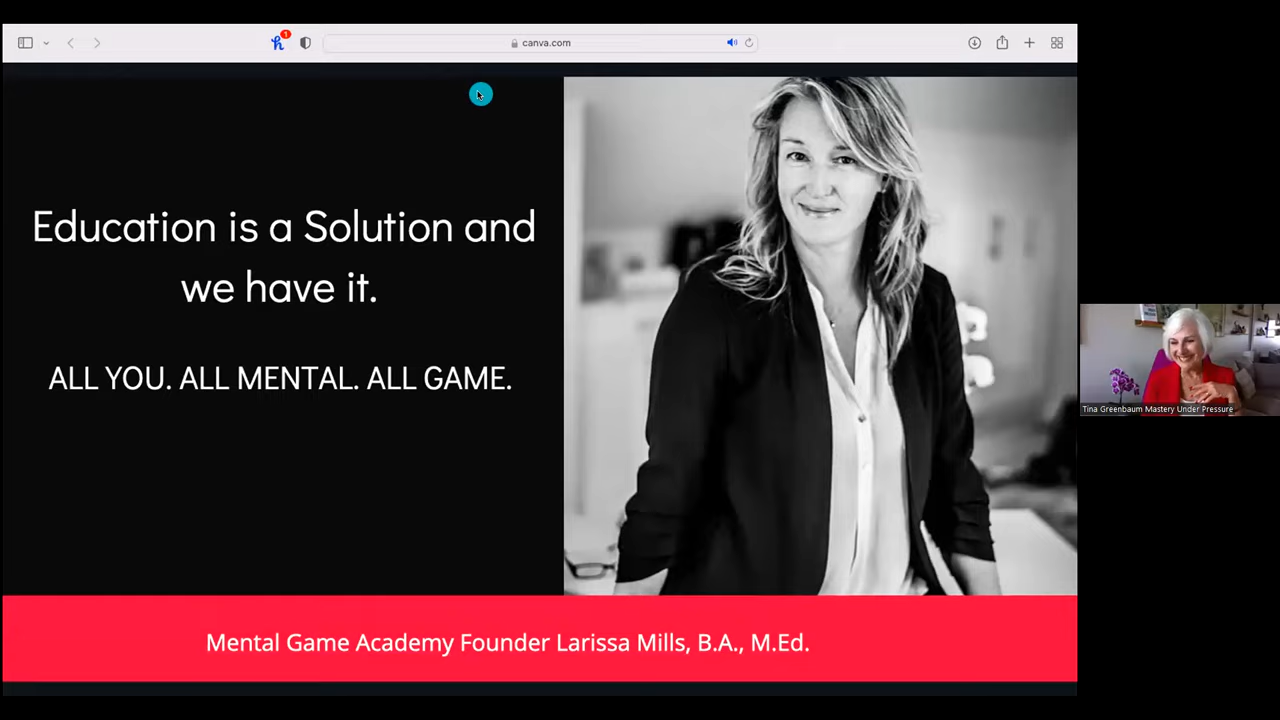 1
canva.com
Education is a Solution and
we have it.
ALL YOU. ALL MENTAL. ALL GAME.
Tina Greenbaum Mastery Under Pressure
Mental Game Academy Founder Larissa Mills, B.A., M.Ed.